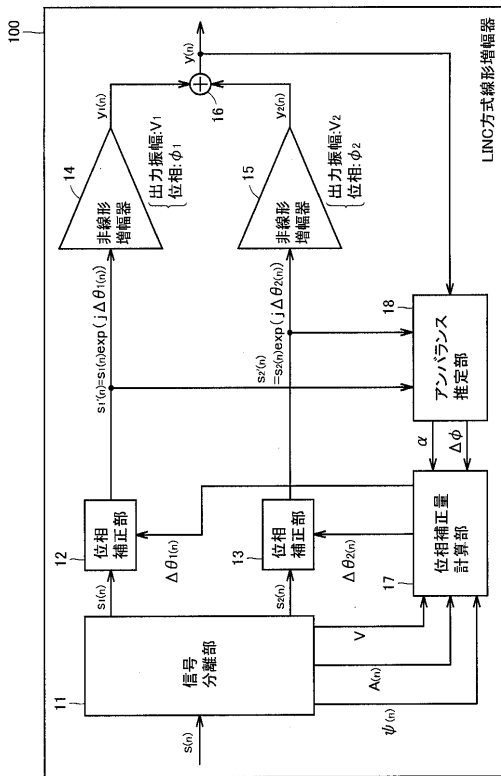 100
LINC方式線形増幅器
s(n)
11
信号
分離部
s1(n)
12
位相
補正部
Δθ1(n)
s1'(n)=s1(n)exp(jΔθ1(n))
14
非線形
増幅器
出力振幅:V1
位相:φ1
y1(n)
s2(n)
13
位相
補正部
Δθ2(n)
s2'(n)
=s2(n)exp(jΔθ2(n))
15
非線形
増幅器
出力振幅:V2
位相:φ2
y2(n)
16
y(n)
V
A(n)
ψ(n)
17
位相補正量
計算部
α
Δφ
18
アンバランス
推定部